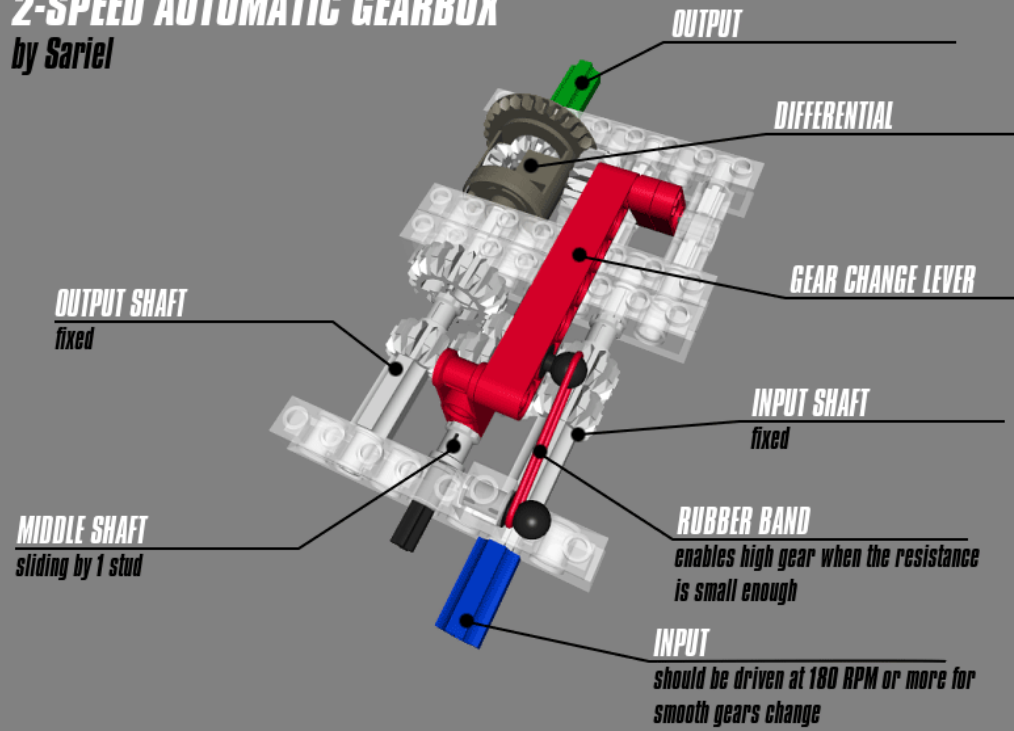 2-SPEED AUTOMATIC GEARBOX
by Sariel
OUTPUT
DIFFERENTIAL
GEAR CHANGE LEVER
OUTPUT SHAFT
fixed
INPUT SHAFT
fixed
MIDDLE SHAFT
sliding by 1 stud
RUBBER BAND
enables high gear when the resistance
is small enough
INPUT
should be driven at 180 RPM or more for
smooth gears change